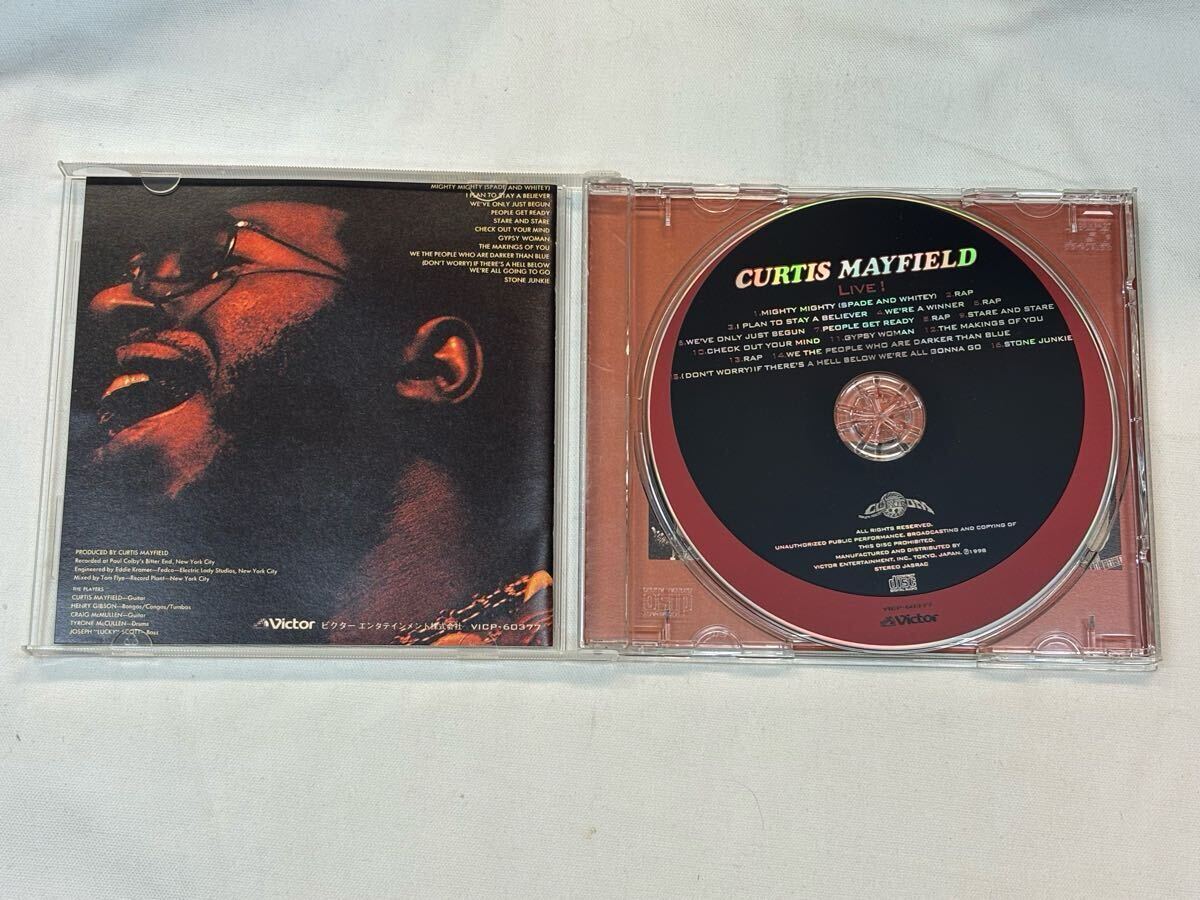 MIGHTY MIGHTY (SPADE AND WHITEY)
I PLAN TO STAY A BELIEVER
WE'VE ONLY JUST BEGUN
PEOPLE GET READY
STARE AND STARE
CHECK OUT YOUR MIND
GYPSY WOMAN
THE MAKINGS OF YOU
WE THE PEOPLE WHO ARE DARKER THAN BLUE
(DON'T WORRY) IF THERE'S A HELL BELOW
WE'RE ALL GOING TO GO
STONE JUNKIE
PRODUCED BY CURTIS MAYFIELD
Recorded at Paul Colby's Bitter End, New York City
Engineered by Eddie Kramer—Fedco—Electric Lady Studios, New York City
Mixed by Tom Flye—Record Plant—New York City
THE PLAYERS
CURTIS MAYFIELD—Guitar
HENRY GIBSON—Bongos/Congas/Tumbas
CRAIG McMULLEN—Guitar
TYRONE McCULLEN—Drums
JOSEPH "LUCKY" SCOTT—Bass
Victor ビクター エンタテインメント株式会社 VICP-60377
CURTIS MAYFIELD
LIVE!
1.MIGHTY MIGHTY (SPADE AND WHITEY) 2.RAP
3.I PLAN TO STAY A BELIEVER 4.WE'RE A WINNER 5.RAP
6.WE'VE ONLY JUST BEGUN 7.PEOPLE GET READY 8.RAP 9.STARE AND STARE
10.CHECK OUT YOUR MIND 11.GYPSY WOMAN 12.THE MAKINGS OF YOU
13.RAP 14.WE THE PEOPLE WHO ARE DARKER THAN BLUE
15.(DON'T WORRY) IF THERE'S A HELL BELOW WE'RE ALL GONNA GO 16.STONE JUNKIE
CURTOM
ALL RIGHTS RESERVED.
UNAUTHORIZED PUBLIC PERFORMANCE, BROADCASTING AND COPYING OF
THIS DISC PROHIBITED.
MANUFACTURED AND DISTRIBUTED BY
VICTOR ENTERTAINMENT, INC., TOKYO, JAPAN. ℗1998
STEREO JASRAC
COMPACT
disc
DIGITAL AUDIO
VICP-60377
Victor